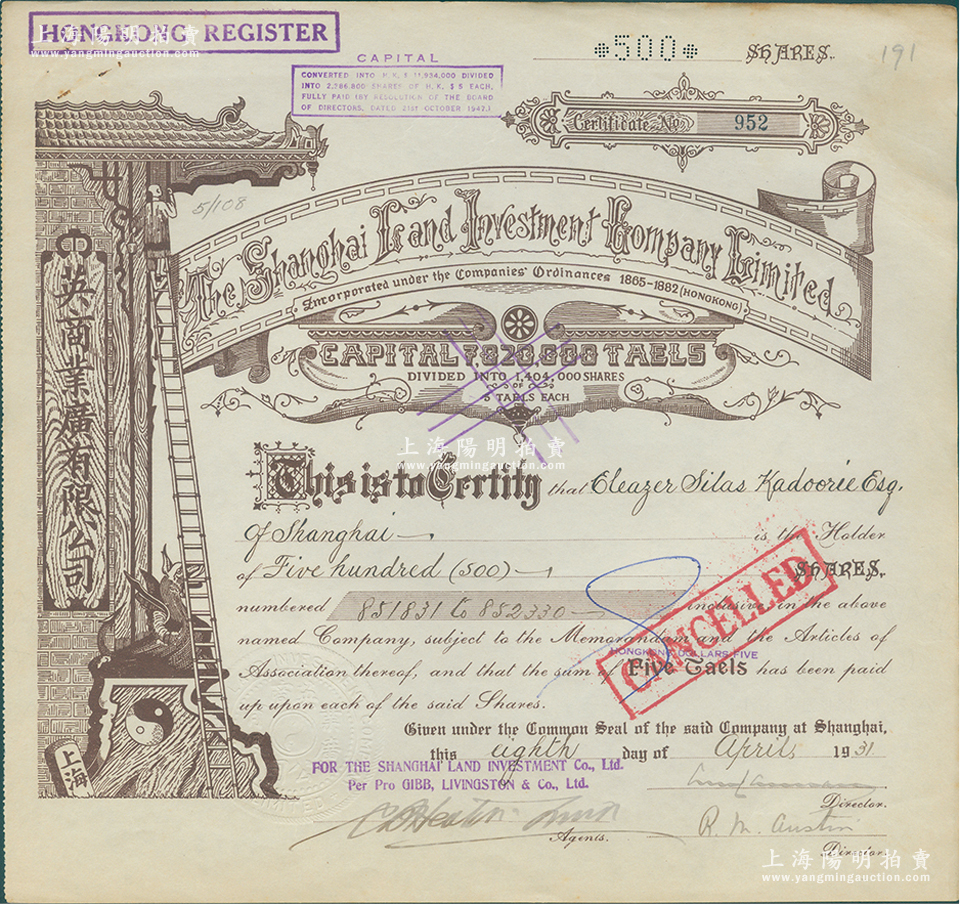 HONGKONG REGISTER
上海陽明拍賣
www.yangmingauction.com
*500* SHARES.
191
CAPITAL
CONVERTED INTO H.K. $ 11,934,000 DIVIDED
INTO 2,386,800 SHARES OF H.K. $ 5 EACH,
FULLY PAID (BY RESOLUTION OF THE BOARD
OF DIRECTORS, DATED 21ST OCTOBER 1947.)
Certificate No. 952
5/108
The Shanghai Land Investment Company Limited.
Incorporated under the Companies' Ordinances 1865-1882 (HONGKONG)
英商業廣有限公司
CAPITAL 7,020,000 TAELS
DIVIDED INTO 1,404,000 SHARES
OF
5 TAELS EACH
上海陽明拍賣
www.yangmingauction.com
This is to Certify that Eleazer Silas Kadoorie Esq.
of Shanghai is the Holder
of Five hundred (500) SHARES.
numbered 851831 to 852330 inclusive in the above
CANCELLED
named Company, subject to the Memorandum and the Articles of
HONGKONG DOLLARS FIVE
Association thereof, and that the sum of Five Taels has been paid
up upon each of the said Shares.
Given under the Common Seal of the said Company at Shanghai,
this eighth day of April 1931
上海
FOR THE SHANGHAI LAND INVESTMENT Co., Ltd.
Per Pro GIBB, LIVINGSTON & Co., Ltd.
Director.
Agents.
R. M. Austin
Director.
上海陽明拍賣
www.yangmingauction.com